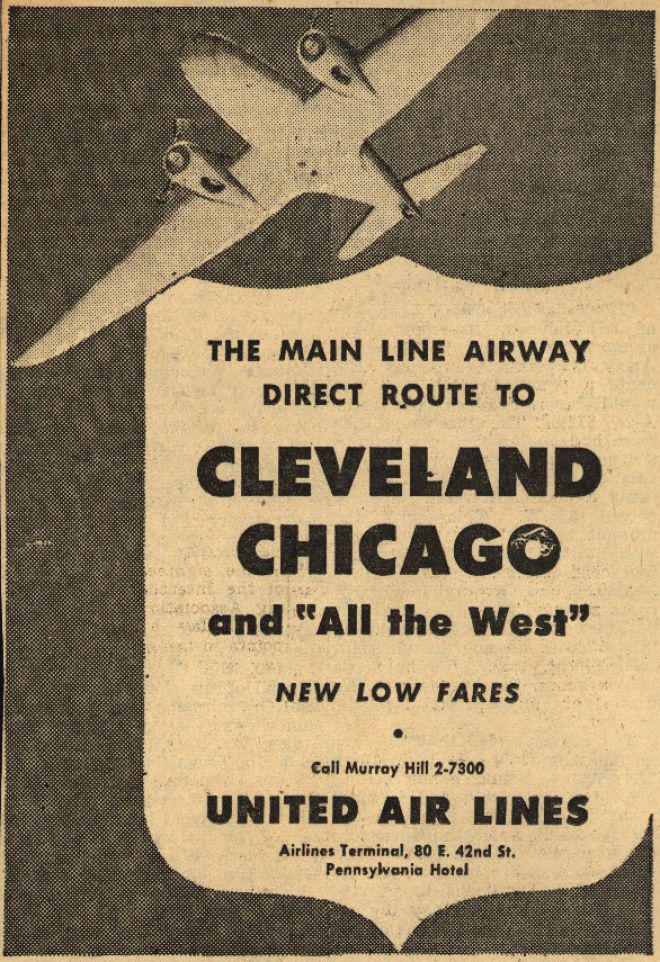 THE MAIN LINE AIRWAY
DIRECT ROUTE TO
CLEVELAND
CHICAGO
and "All the West"
NEW LOW FARES
•
Call Murray Hill 2-7300
UNITED AIR LINES
Airlines Terminal, 80 E. 42nd St.
Pennsylvania Hotel